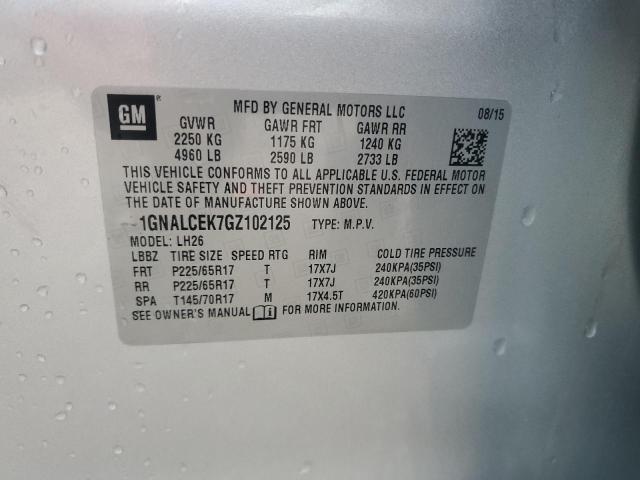 GM
MFD BY GENERAL MOTORS LLC 08/15
GVWR GAWR FRT GAWR RR
2250 KG 1175 KG 1240 KG
4960 LB 2590 LB 2733 LB
THIS VEHICLE CONFORMS TO ALL APPLICABLE U.S. FEDERAL MOTOR
VEHICLE SAFETY AND THEFT PREVENTION STANDARDS IN EFFECT ON
THE DATE OF MANUFACTURE SHOWN ABOVE.
1GNALCEK7GZ102125 TYPE: M.P.V.
MODEL: LH26
LBBZ TIRE SIZE SPEED RTG RIM COLD TIRE PRESSURE
FRT P225/65R17 T 17X7J 240KPA(35PSI)
RR P225/65R17 T 17X7J 240KPA(35PSI)
SPA T145/70R17 M 17X4.5T 420KPA(60PSI)
SEE OWNER'S MANUAL FOR MORE INFORMATION.